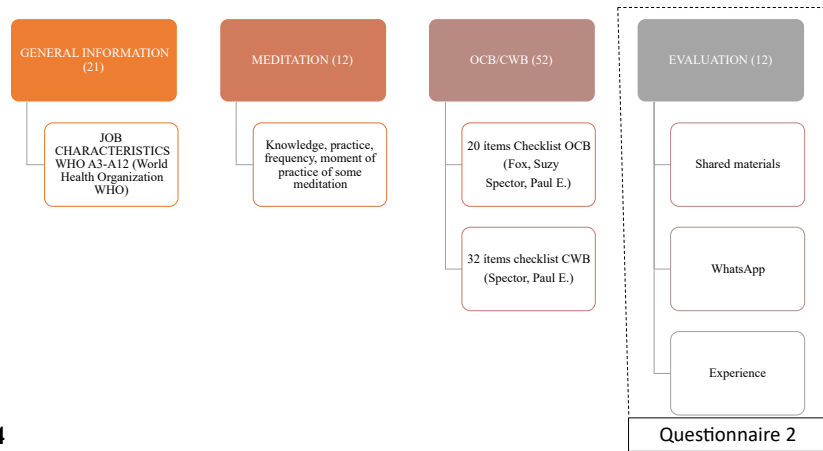 GENERAL INFORMATION
(21)
JOB
CHARACTERISTICS
WHO A3-A12 (World
Health Organization
WHO)
MEDITATION (12)
Knowledge, practice,
frequency, moment of
practice of some
meditation
OCB/CWB (52)
20 ítems Checklist OCB
(Fox, Suzy
Spector, Paul E.)
32 ítems checklist CWB
(Spector, Paul E.)
EVALUATION (12)
Shared materials
WhatsApp
Experience
4
Questionnaire 2